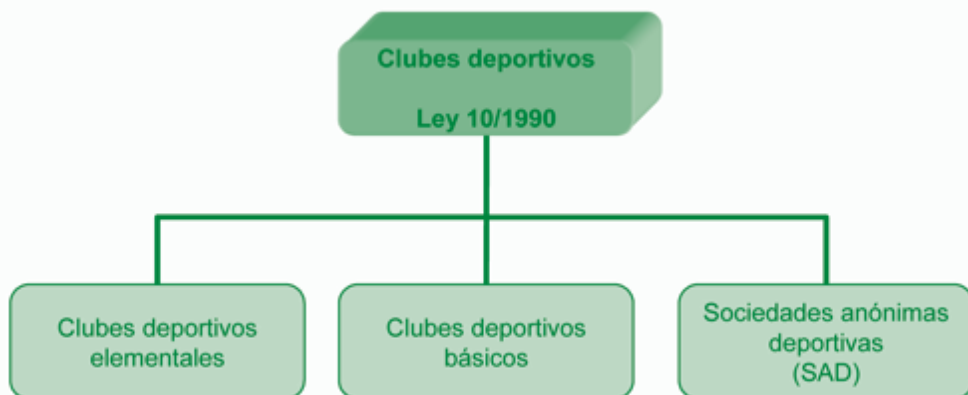 Clubes deportivos
Ley 10/1990
Clubes deportivos
elementales
Clubes deportivos
básicos
Sociedades anónimas
deportivas
(SAD)